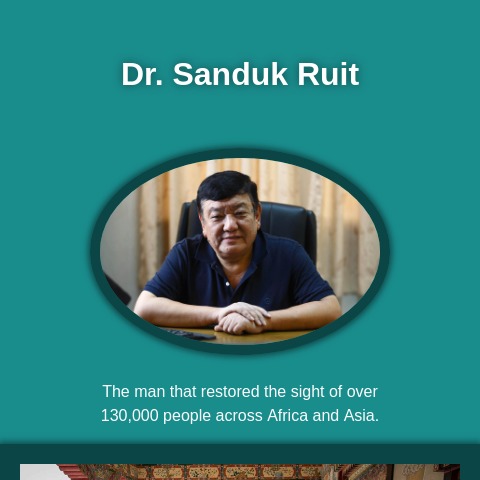 Dr. Sanduk Ruit
The man that restored the sight of over
130,000 people across Africa and Asia.